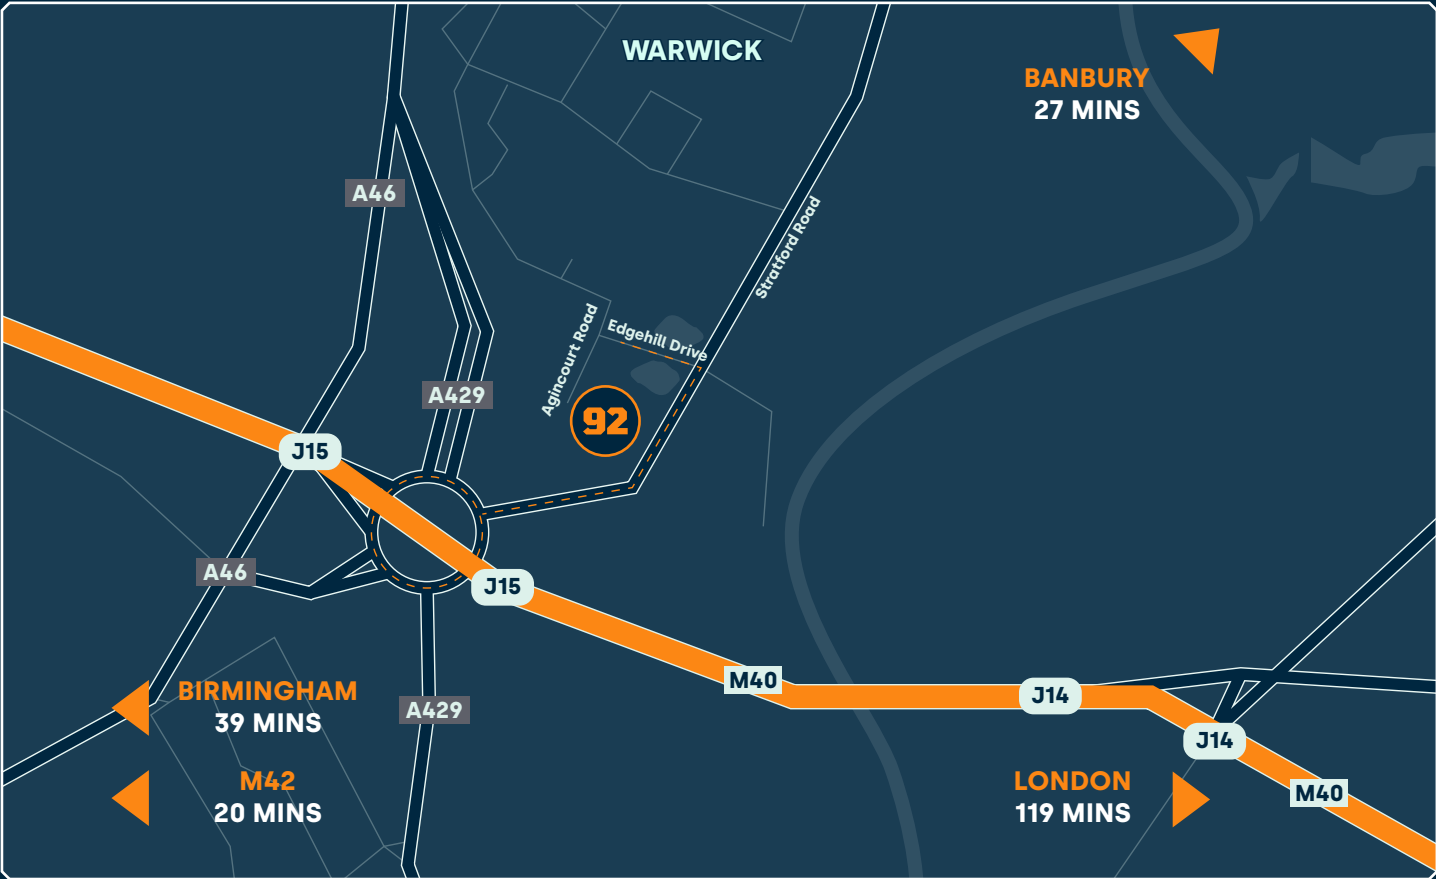 WARWICK
BANBURY
27 MINS
A46
Stratford Road
Edgehill Drive
Agincourt Road
A429
92
J15
A46
J15
M40
J14
J14
BIRMINGHAM
39 MINS
A429
M42
20 MINS
LONDON
119 MINS
M40